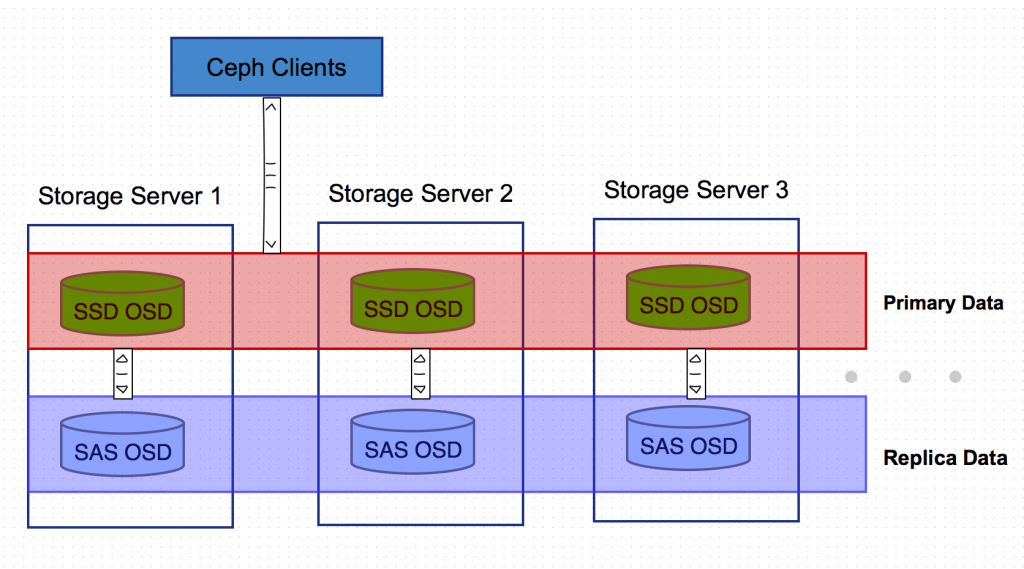 Ceph Clients
Storage Server 1
Storage Server 2
Storage Server 3
SSD OSD
SSD OSD
SSD OSD
Primary Data
SAS OSD
SAS OSD
SAS OSD
Replica Data